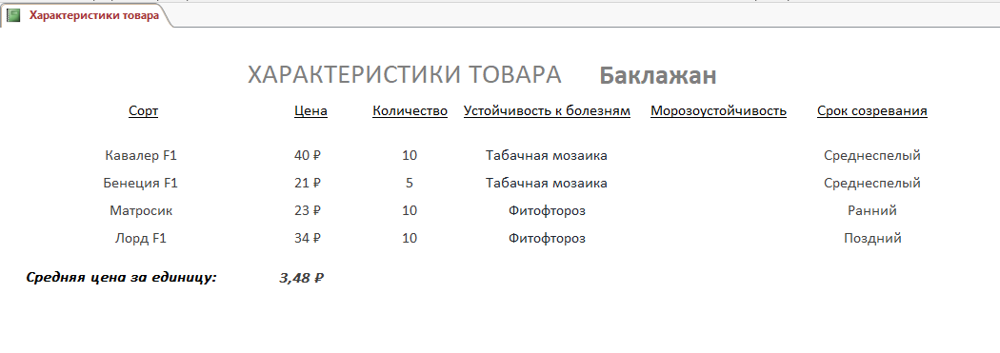 Характеристики товара
ХАРАКТЕРИСТИКИ ТОВАРА Баклажан
Сорт Цена Количество Устойчивость к болезням Морозоустойчивость Срок созревания
Кавалер F1 40 ₽ 10 Табачная мозаика Среднеспелый
Бенеция F1 21 ₽ 5 Табачная мозаика Среднеспелый
Матросик 23 ₽ 10 Фитофтороз Ранний
Лорд F1 34 ₽ 10 Фитофтороз Поздний
Средняя цена за единицу: 3,48 ₽